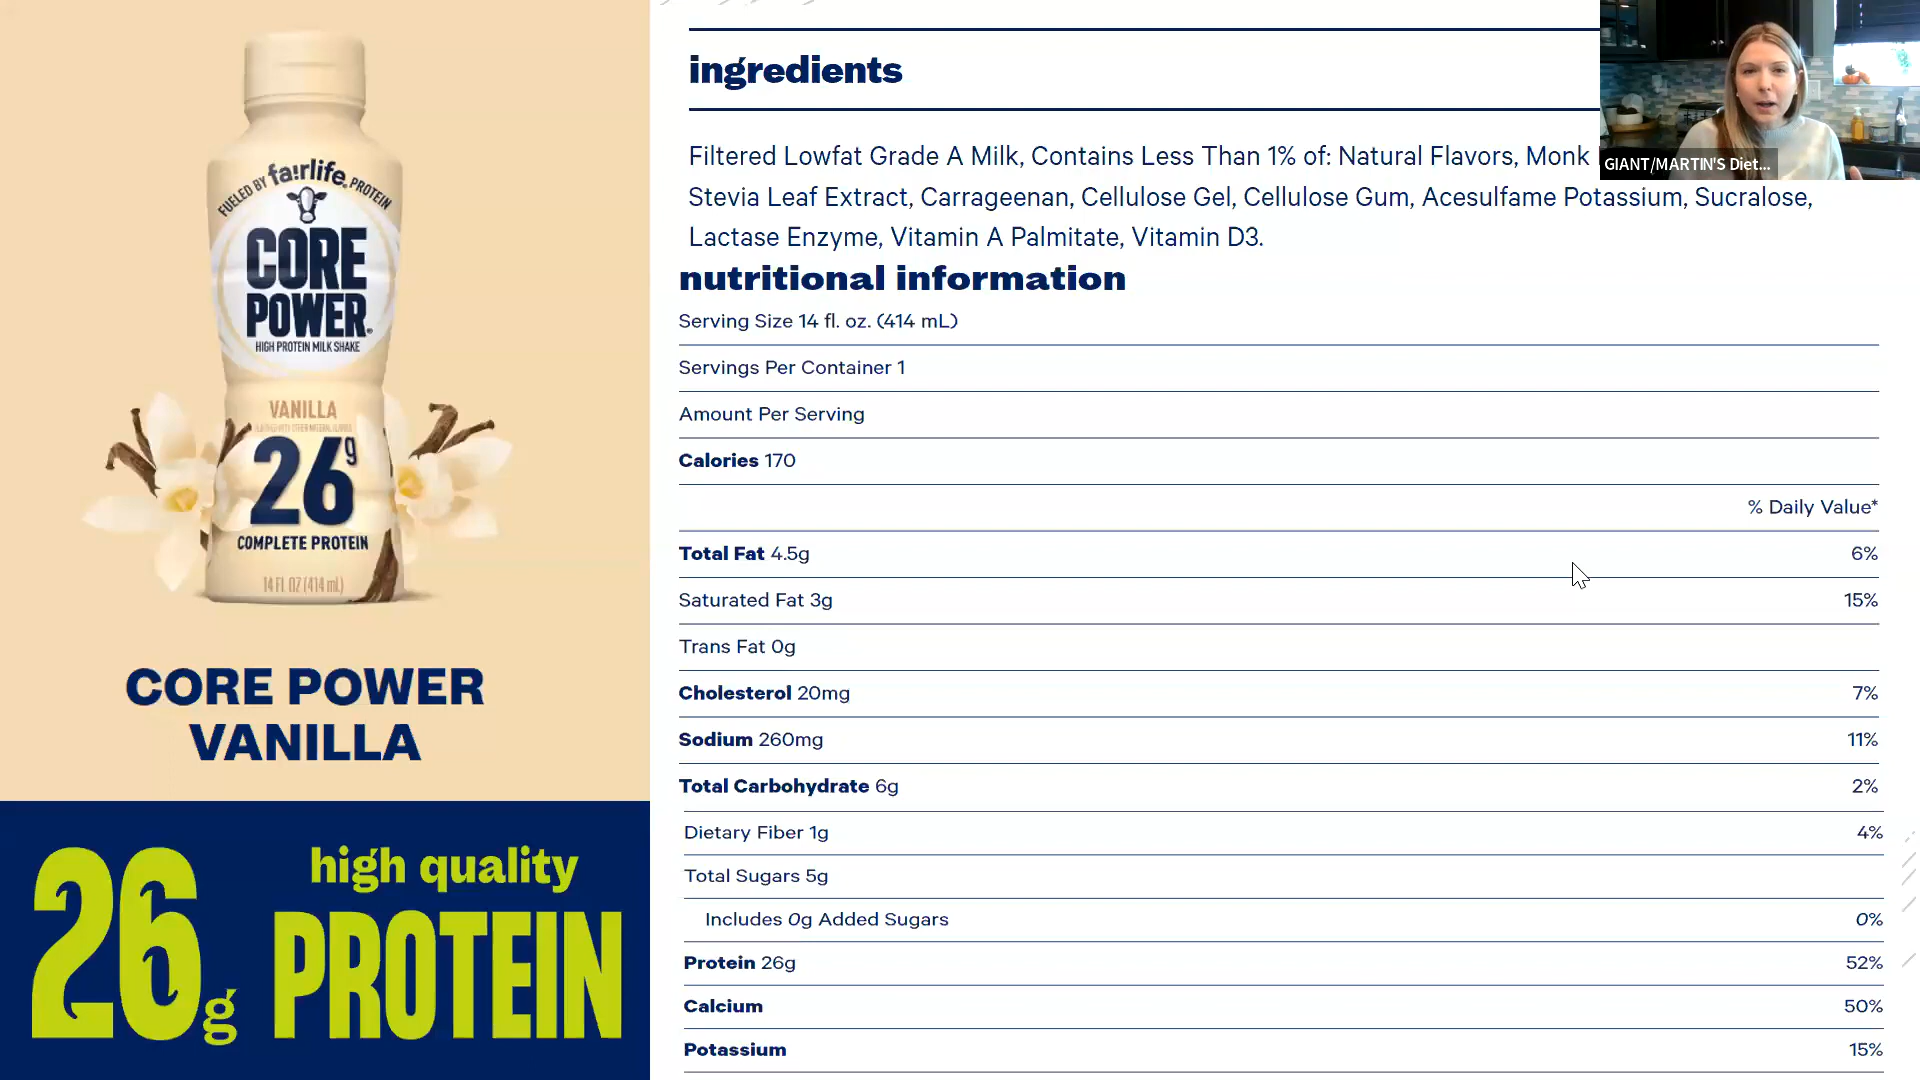 FUELED BY fa!rlife. PROTEIN
CORE
POWER®
HIGH PROTEIN MILK SHAKE
VANILLA
26g
COMPLETE PROTEIN
14 FL OZ (414 mL)
CORE POWER
VANILLA
26g
high quality
PROTEIN
ingredients
Filtered Lowfat Grade A Milk, Contains Less Than 1% of: Natural Flavors, Monk
Stevia Leaf Extract, Carrageenan, Cellulose Gel, Cellulose Gum, Acesulfame Potassium, Sucralose,
Lactase Enzyme, Vitamin A Palmitate, Vitamin D3.
nutritional information
Serving Size 14 fl. oz. (414 mL)
Servings Per Container 1
Amount Per Serving
Calories 170
% Daily Value*
Total Fat 4.5g 6%
Saturated Fat 3g 15%
Trans Fat 0g
Cholesterol 20mg 7%
Sodium 260mg 11%
Total Carbohydrate 6g 2%
Dietary Fiber 1g 4%
Total Sugars 5g
Includes 0g Added Sugars 0%
Protein 26g 52%
Calcium 50%
Potassium 15%
GIANT/MARTIN'S Diet...